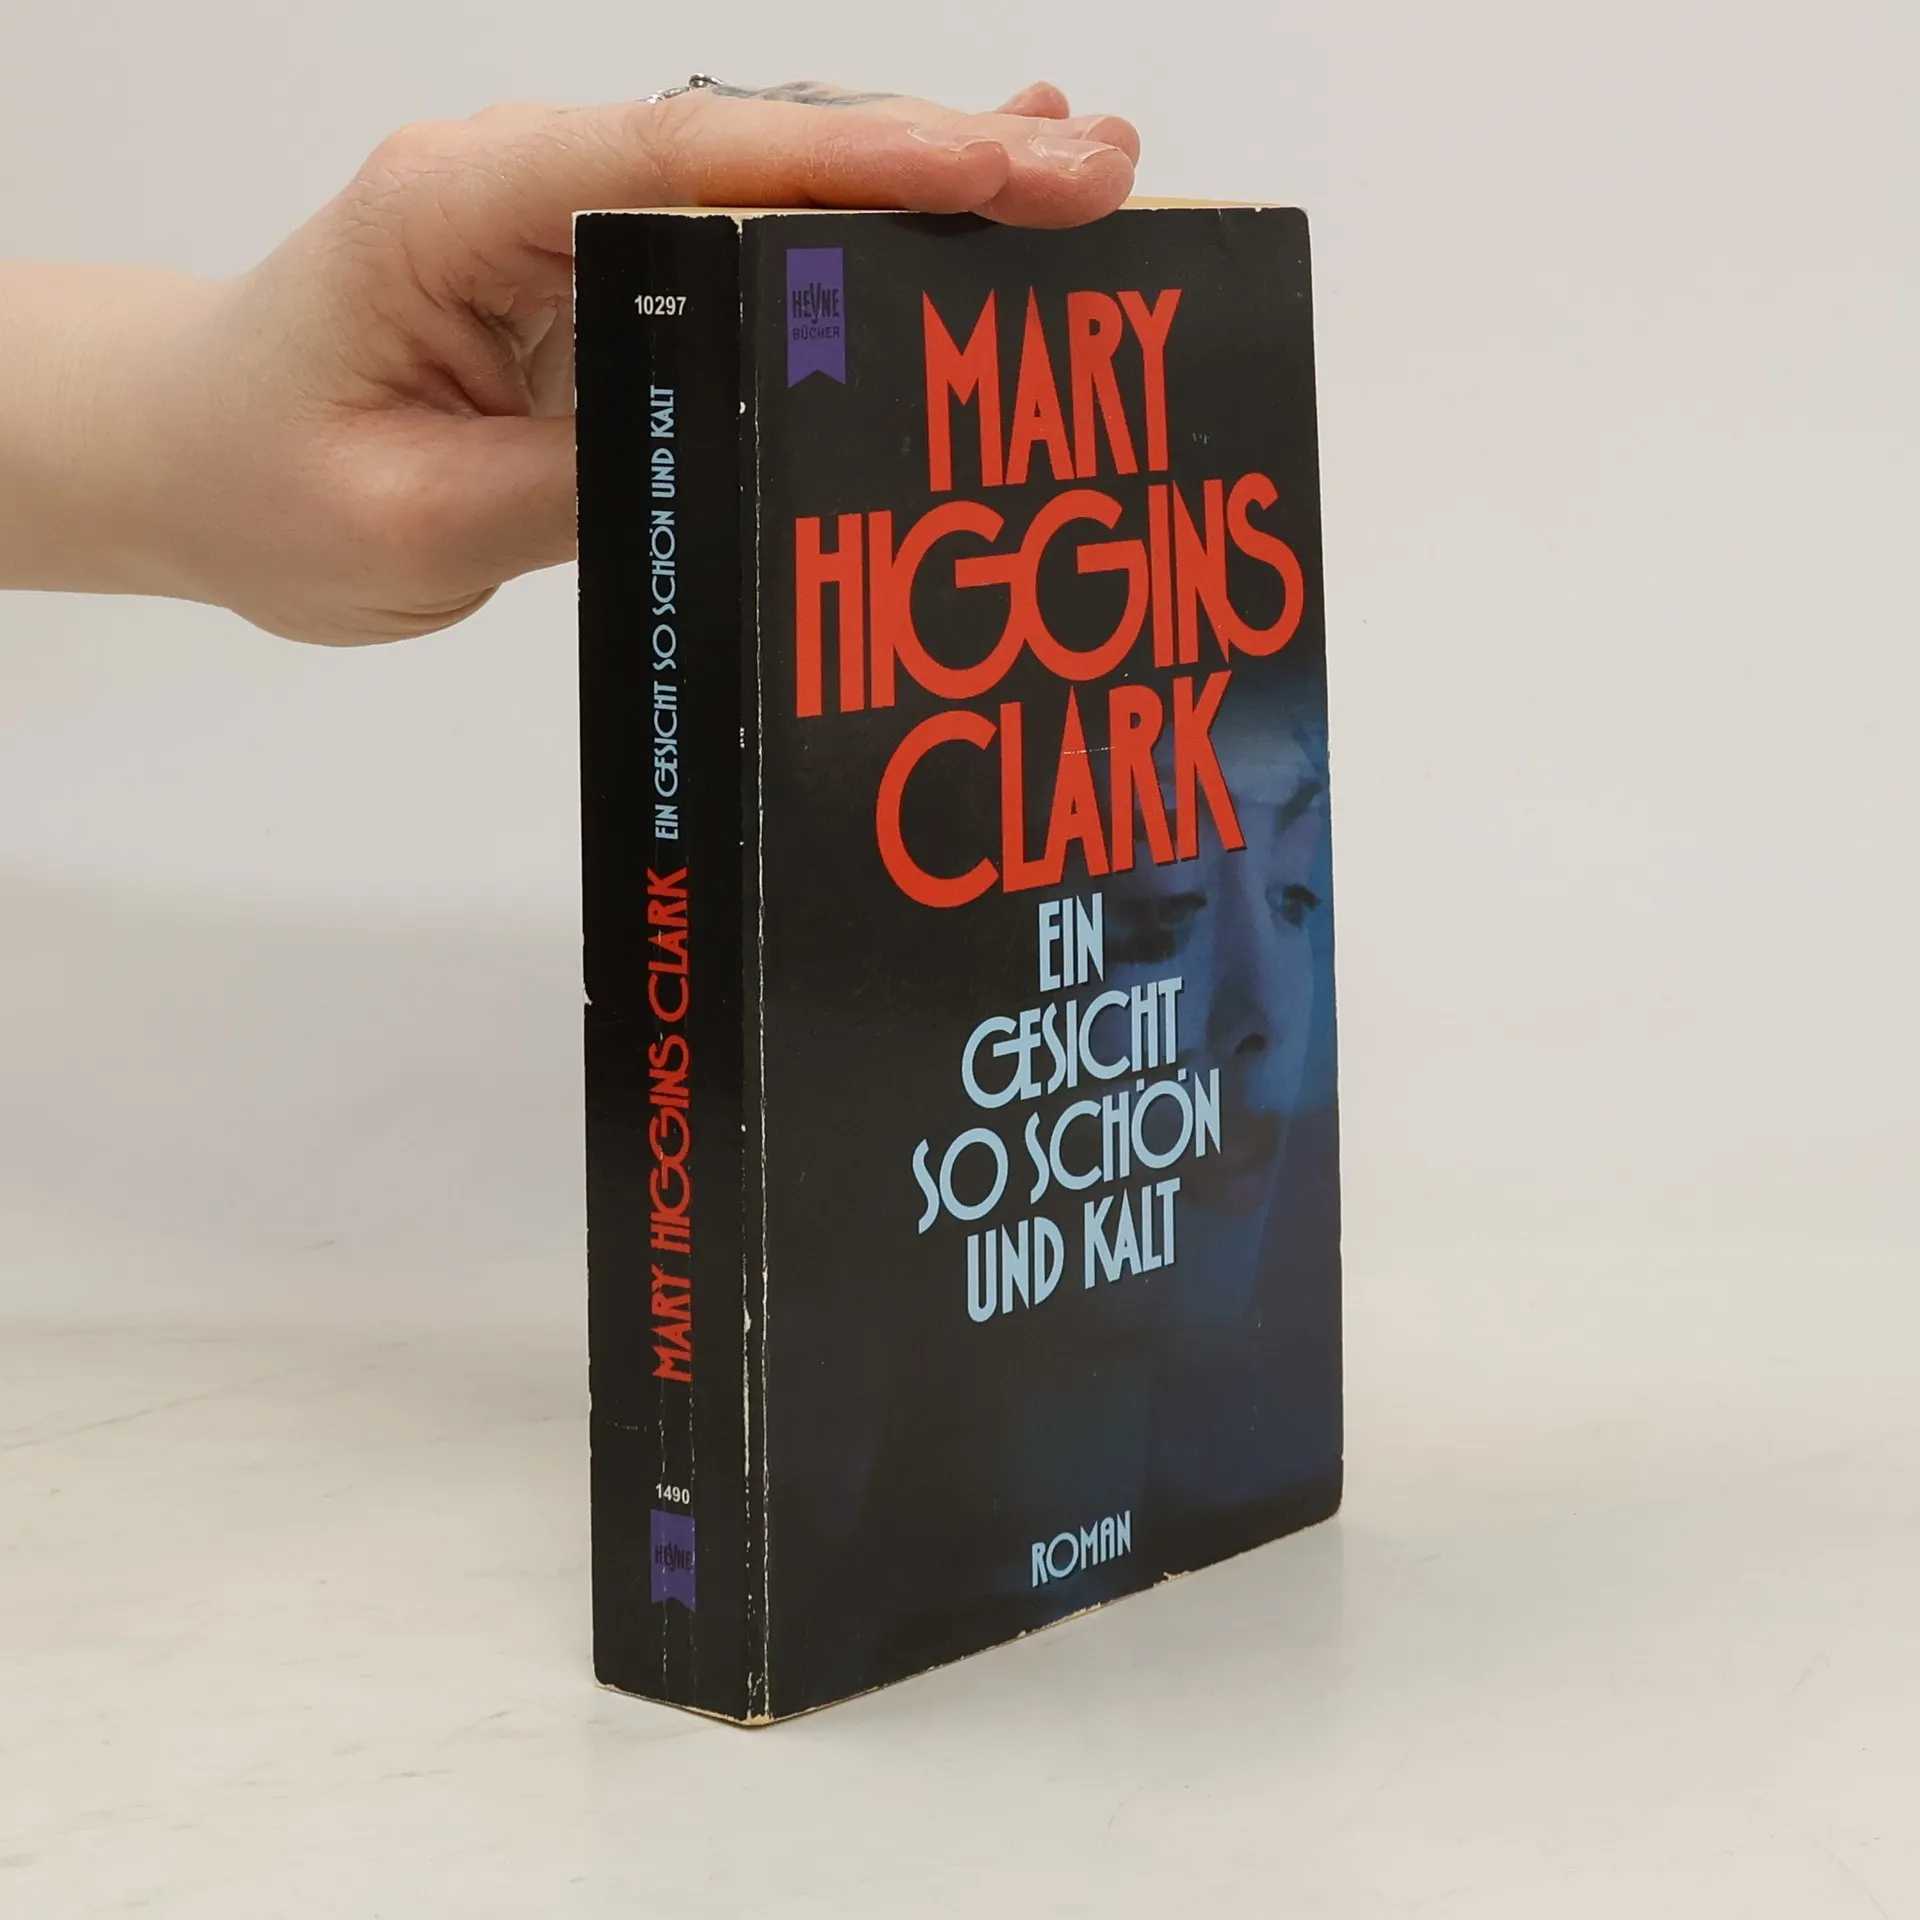 10297
MARY HIGGINS CLARK EIN GESICHT SO SCHÖN UND KALT
1490
HEYNE
HEYNE
BÜCHER
MARY
HIGGINS
CLARK
EIN
GESICHT
SO SCHÖN
UND KALT
ROMAN